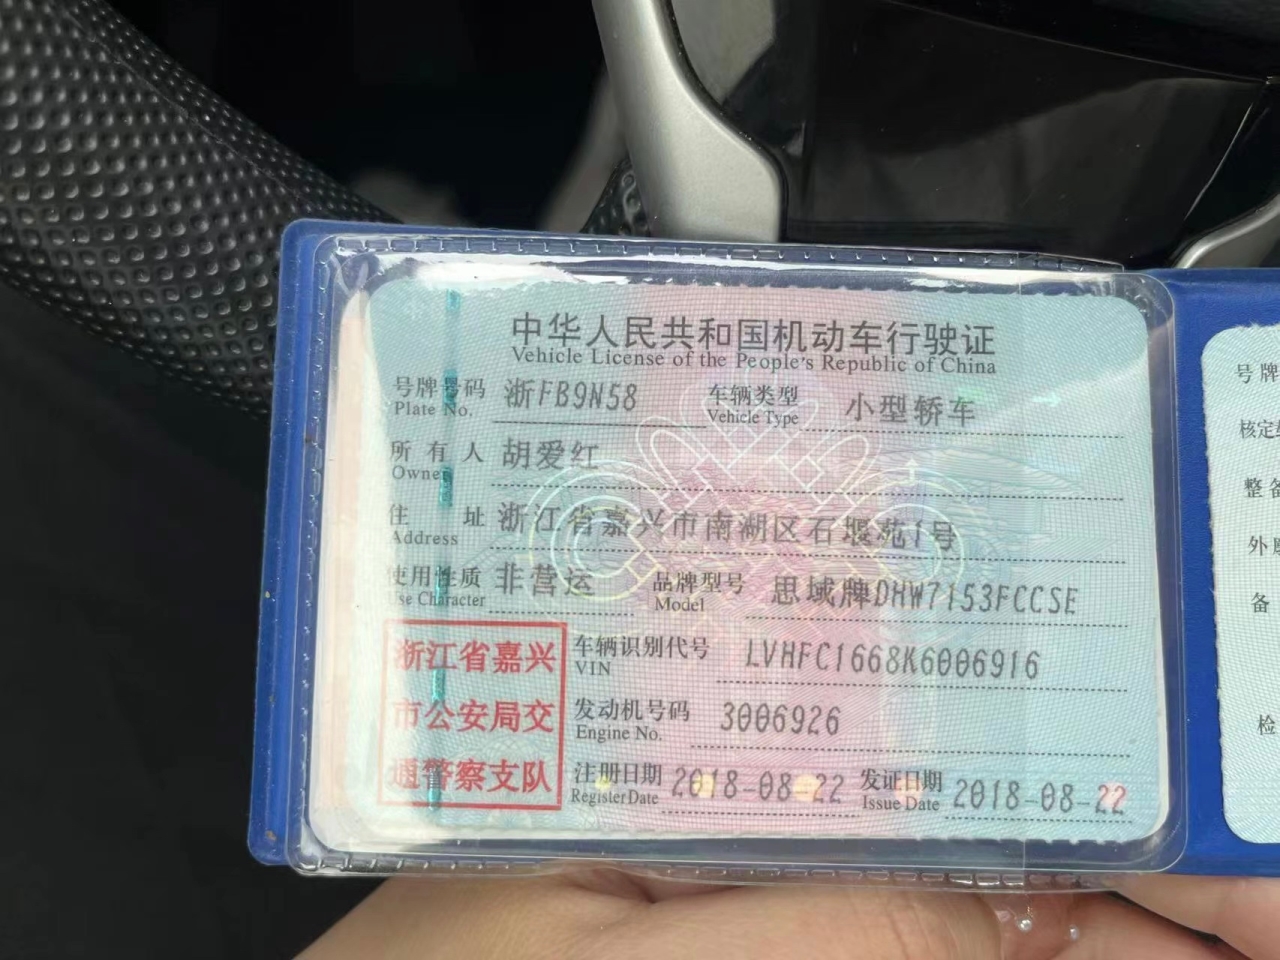 中华人民共和国机动车行驶证
Vehicle License of the People's Republic of China
号牌号码 浙FB9N58 车辆类型 小型轿车
Plate No. Vehicle Type
所有人 胡爱红
Owner
住址 浙江省嘉兴市南湖区石堰苑1号
Address
使用性质 非营运 品牌型号 思域牌DHW7153FCCSE
Use Character Model
浙江省嘉兴
市公安局交
通警察支队
车辆识别代号 LVHFC1668K6006916
VIN
发动机号码 3006926
Engine No.
注册日期 2018-08-22 发证日期 2018-08-22
Register Date Issue Date
号牌
核定
整备
外
备
检